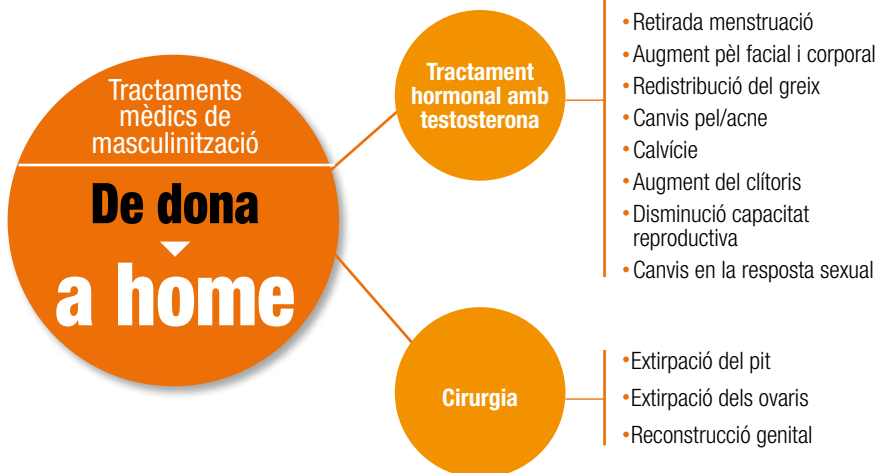 Tractaments
mèdics de
masculinització
De dona
a home
Tractament
hormonal amb
testosterona
• Retirada menstruació
• Augment pèl facial i corporal
• Redistribució del greix
• Canvis pel/acne
• Calvície
• Augment del clítoris
• Disminució capacitat
reproductiva
• Canvis en la resposta sexual
Cirurgia
• Extirpació del pit
• Extirpació dels ovaris
• Reconstrucció genital